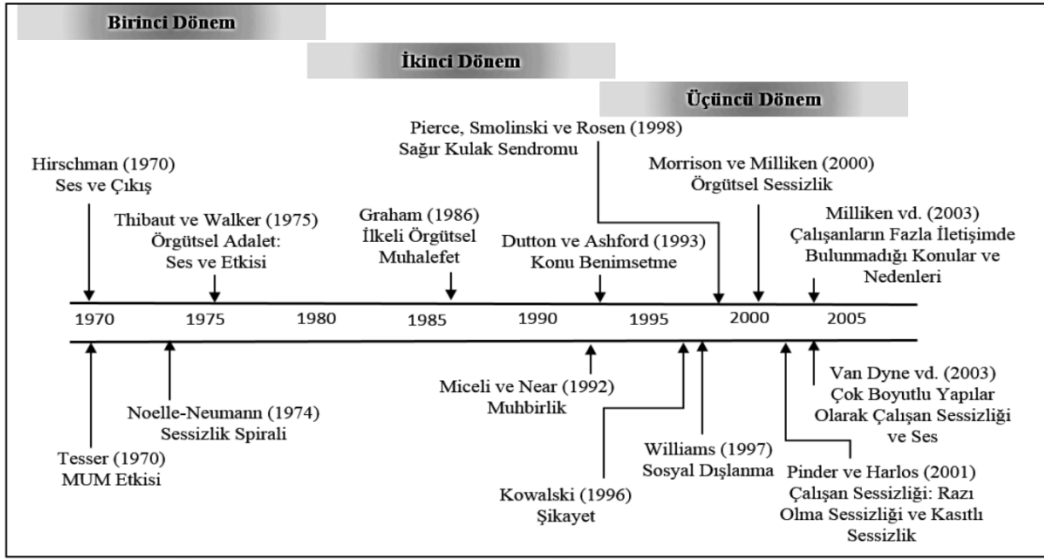 Birinci Dönem
İkinci Dönem
Üçüncü Dönem
Pierce, Smolinski ve Rosen (1998)
Sağır Kulak Sendromu
Hirschman (1970)
Ses ve Çıkış
Morrison ve Milliken (2000)
Örgütsel Sessizlik
Thibaut ve Walker (1975)
Örgütsel Adalet:
Ses ve Etkisi
Graham (1986)
İlkeli Örgütsel
Muhalefet
Dutton ve Ashford (1993)
Konu Benimsetme
Milliken vd. (2003)
Çalışanların Fazla İletişimde
Bulunmadığı Konular ve
Nedenleri
1970 1975 1980 1985 1990 1995 2000 2005
Noelle-Neumann (1974)
Sessizlik Spirali
Tesser (1970)
MUM Etkisi
Miceli ve Near (1992)
Muhbirlik
Kowalski (1996)
Şikayet
Williams (1997)
Sosyal Dışlanma
Van Dyne vd. (2003)
Çok Boyutlu Yapılar
Olarak Çalışan Sessizliği
ve Ses
Pinder ve Harlos (2001)
Çalışan Sessizliği: Razı
Olma Sessizliği ve Kasıtlı
Sessizlik